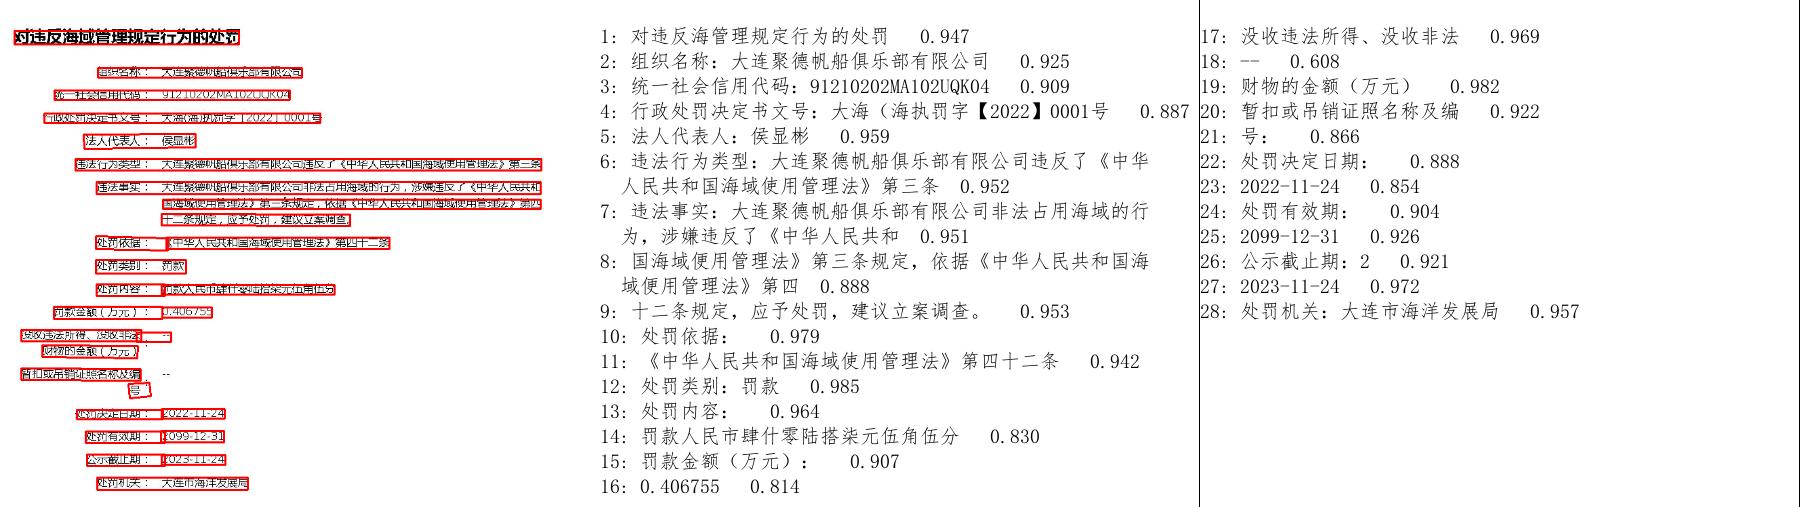 对违反海域管理规定行为的处罚
组织名称： 大连聚德帆船俱乐部有限公司
统一社会信用代码： 91210202MA102UQK04
行政处罚决定书文号： 大海(海)执罚字【2022】0001号
法人代表人： 侯显彬
违法行为类型： 大连聚德帆船俱乐部有限公司违反了《中华人民共和国海域使用管理法》第三条
违法事实： 大连聚德帆船俱乐部有限公司非法占用海域的行为，涉嫌违反了《中华人民共和
国海域使用管理法》第三条规定，依据《中华人民共和国海域使用管理法》第四
十二条规定，应予处罚，建议立案调查。
处罚依据： 《中华人民共和国海域使用管理法》第四十二条
处罚类别： 罚款
处罚内容： 罚款人民币肆仟零陆拾柒元伍角伍分
罚款金额（万元）： 0.406755
没收违法所得、没收非法 --
财物的金额（万元）：
暂扣或吊销证照名称及编 --
号：
处罚决定日期： 2022-11-24
处罚有效期： 2099-12-31
公示截止期： 2023-11-24
处罚机关： 大连市海洋发展局
1: 对违反海管理规定行为的处罚 0.947
2: 组织名称：大连聚德帆船俱乐部有限公司 0.925
3: 统一社会信用代码：91210202MA102UQK04 0.909
4: 行政处罚决定书文号：大海（海执罚字【2022】0001号 0.887
5: 法人代表人：侯显彬 0.959
6: 违法行为类型：大连聚德帆船俱乐部有限公司违反了《中华
人民共和国海域使用管理法》第三条 0.952
7: 违法事实：大连聚德帆船俱乐部有限公司非法占用海域的行
为，涉嫌违反了《中华人民共和 0.951
8: 国海域便用管理法》第三条规定，依据《中华人民共和国海
域使用管理法》第四 0.888
9: 十二条规定，应予处罚，建议立案调查。 0.953
10: 处罚依据： 0.979
11: 《中华人民共和国海域使用管理法》第四十二条 0.942
12: 处罚类别：罚款 0.985
13: 处罚内容： 0.964
14: 罚款人民市肆什零陆搭柒元伍角伍分 0.830
15: 罚款金额（万元）： 0.907
16: 0.406755 0.814
17: 没收违法所得、没收非法 0.969
18: -- 0.608
19: 财物的金额（万元） 0.982
20: 暂扣或吊销证照名称及编 0.922
21: 号： 0.866
22: 处罚决定日期： 0.888
23: 2022-11-24 0.854
24: 处罚有效期： 0.904
25: 2099-12-31 0.926
26: 公示截止期：2 0.921
27: 2023-11-24 0.972
28: 处罚机关：大连市海洋发展局 0.957